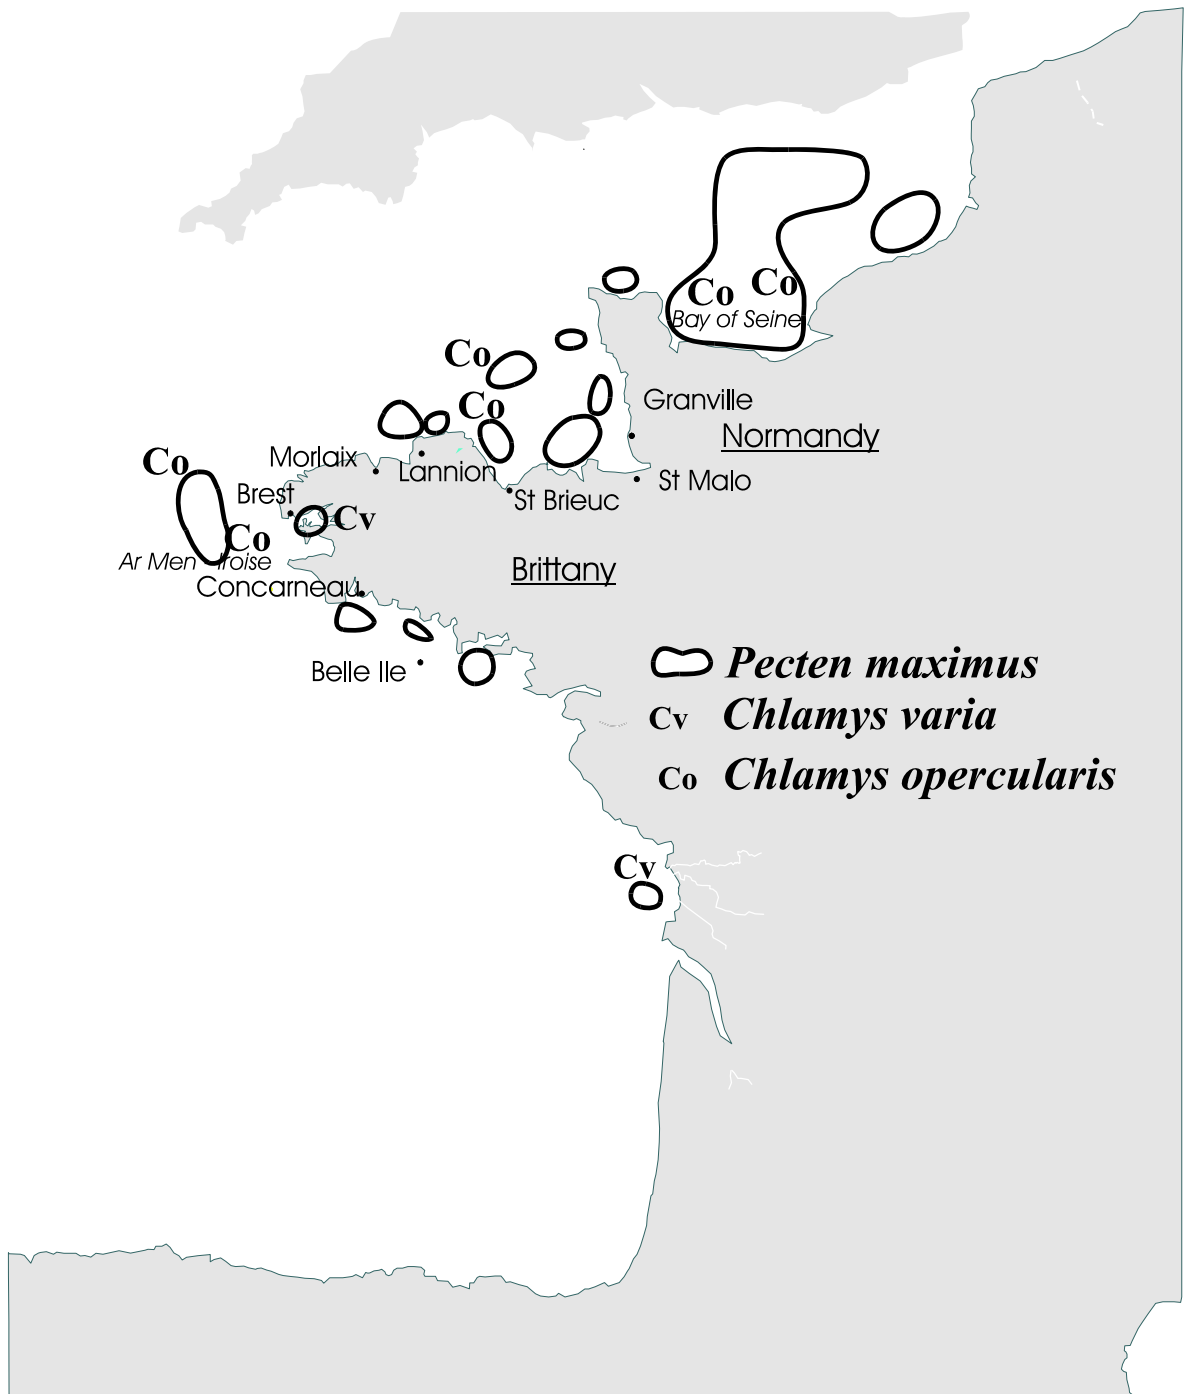 Co Co
Bay of Seine
Co
Granville
Co
Normandy
Morlaix
Co
Lannion
St Malo
Brest
St Brieuc
Cv
Co
Ar Men - Iroise
Brittany
Concarneau
Belle Ile
Pecten maximus
Cv Chlamys varia
Co Chlamys opercularis
Cv